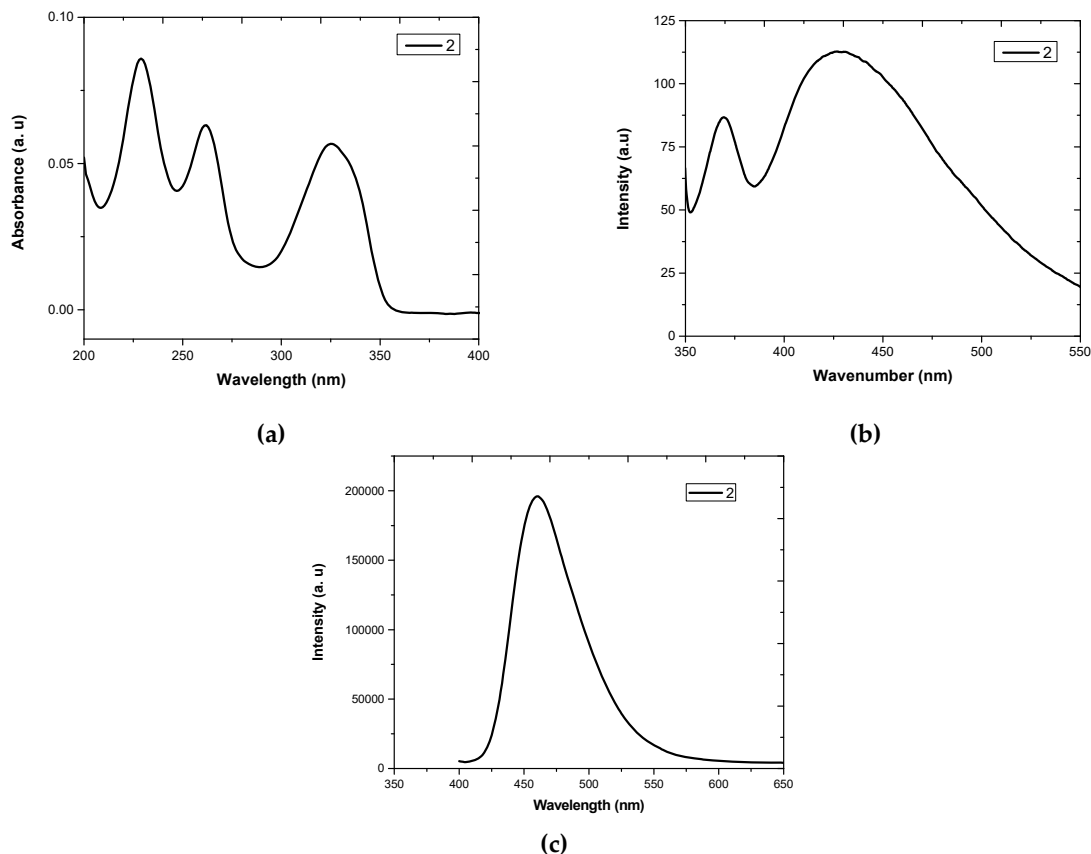 0.10
2
0.05
0.00
Absorbance (a. u)
200 250 300 350 400
Wavelength (nm)
(a)
125
2
100
75
50
25
0
Intensity (a.u)
350 400 450 500 550
Wavenumber (nm)
(b)
200000
2
150000
100000
50000
0
Intensity (a. u)
350 400 450 500 550 600 650
Wavelength (nm)
(c)